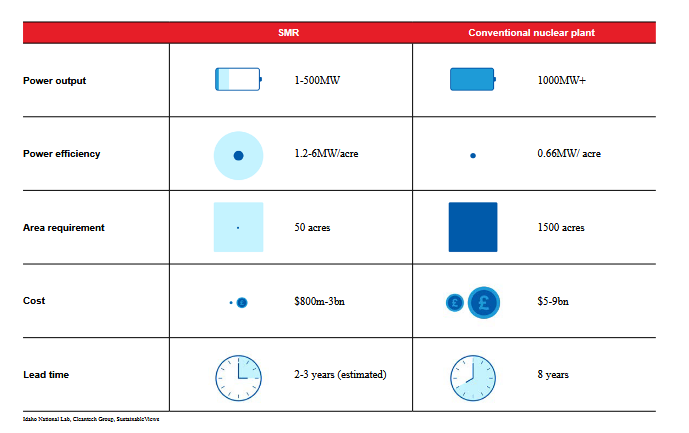 SMR Conventional nuclear plant
Power output 1-500MW 1000MW+
Power efficiency 1.2-6MW/acre 0.66MW/ acre
Area requirement 50 acres 1500 acres
Cost $800m-3bn £ £ $5-9bn
Lead time 2-3 years (estimated) 8 years
Idaho National Lab, Cleantech Group, SustainableViews